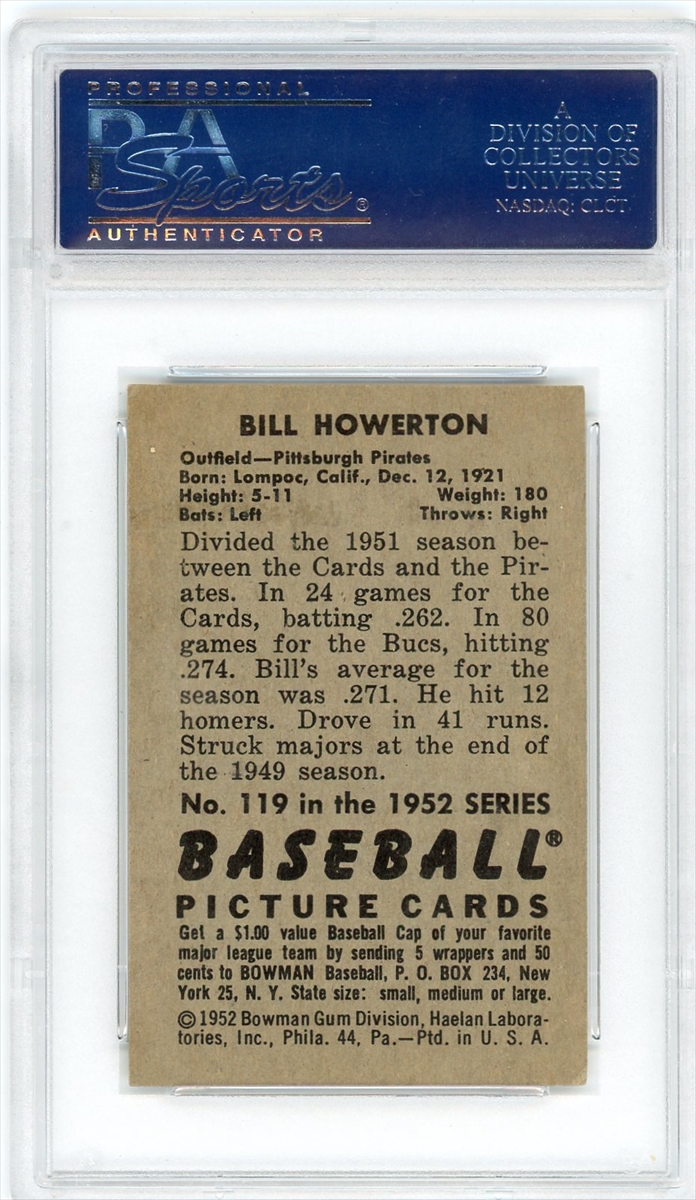 PROFESSIONAL
PSA
Sports®
AUTHENTICATOR
A
DIVISION OF
COLLECTORS
UNIVERSE
NASDAQ: CLCT
BILL HOWERTON
Outfield—Pittsburgh Pirates
Born: Lompoc, Calif., Dec. 12, 1921
Height: 5-11 Weight: 180
Bats: Left Throws: Right
Divided the 1951 season be-
tween the Cards and the Pir-
ates. In 24 games for the
Cards, batting .262. In 80
games for the Bucs, hitting
.274. Bill's average for the
season was .271. He hit 12
homers. Drove in 41 runs.
Struck majors at the end of
the 1949 season.
No. 119 in the 1952 SERIES
BASEBALL®
PICTURE CARDS
Get a $1.00 value Baseball Cap of your favorite
major league team by sending 5 wrappers and 50
cents to BOWMAN Baseball, P. O. BOX 234, New
York 25, N. Y. State size: small, medium or large.
©1952 Bowman Gum Division, Haelan Labora-
tories, Inc., Phila. 44, Pa.—Ptd. in U. S. A.